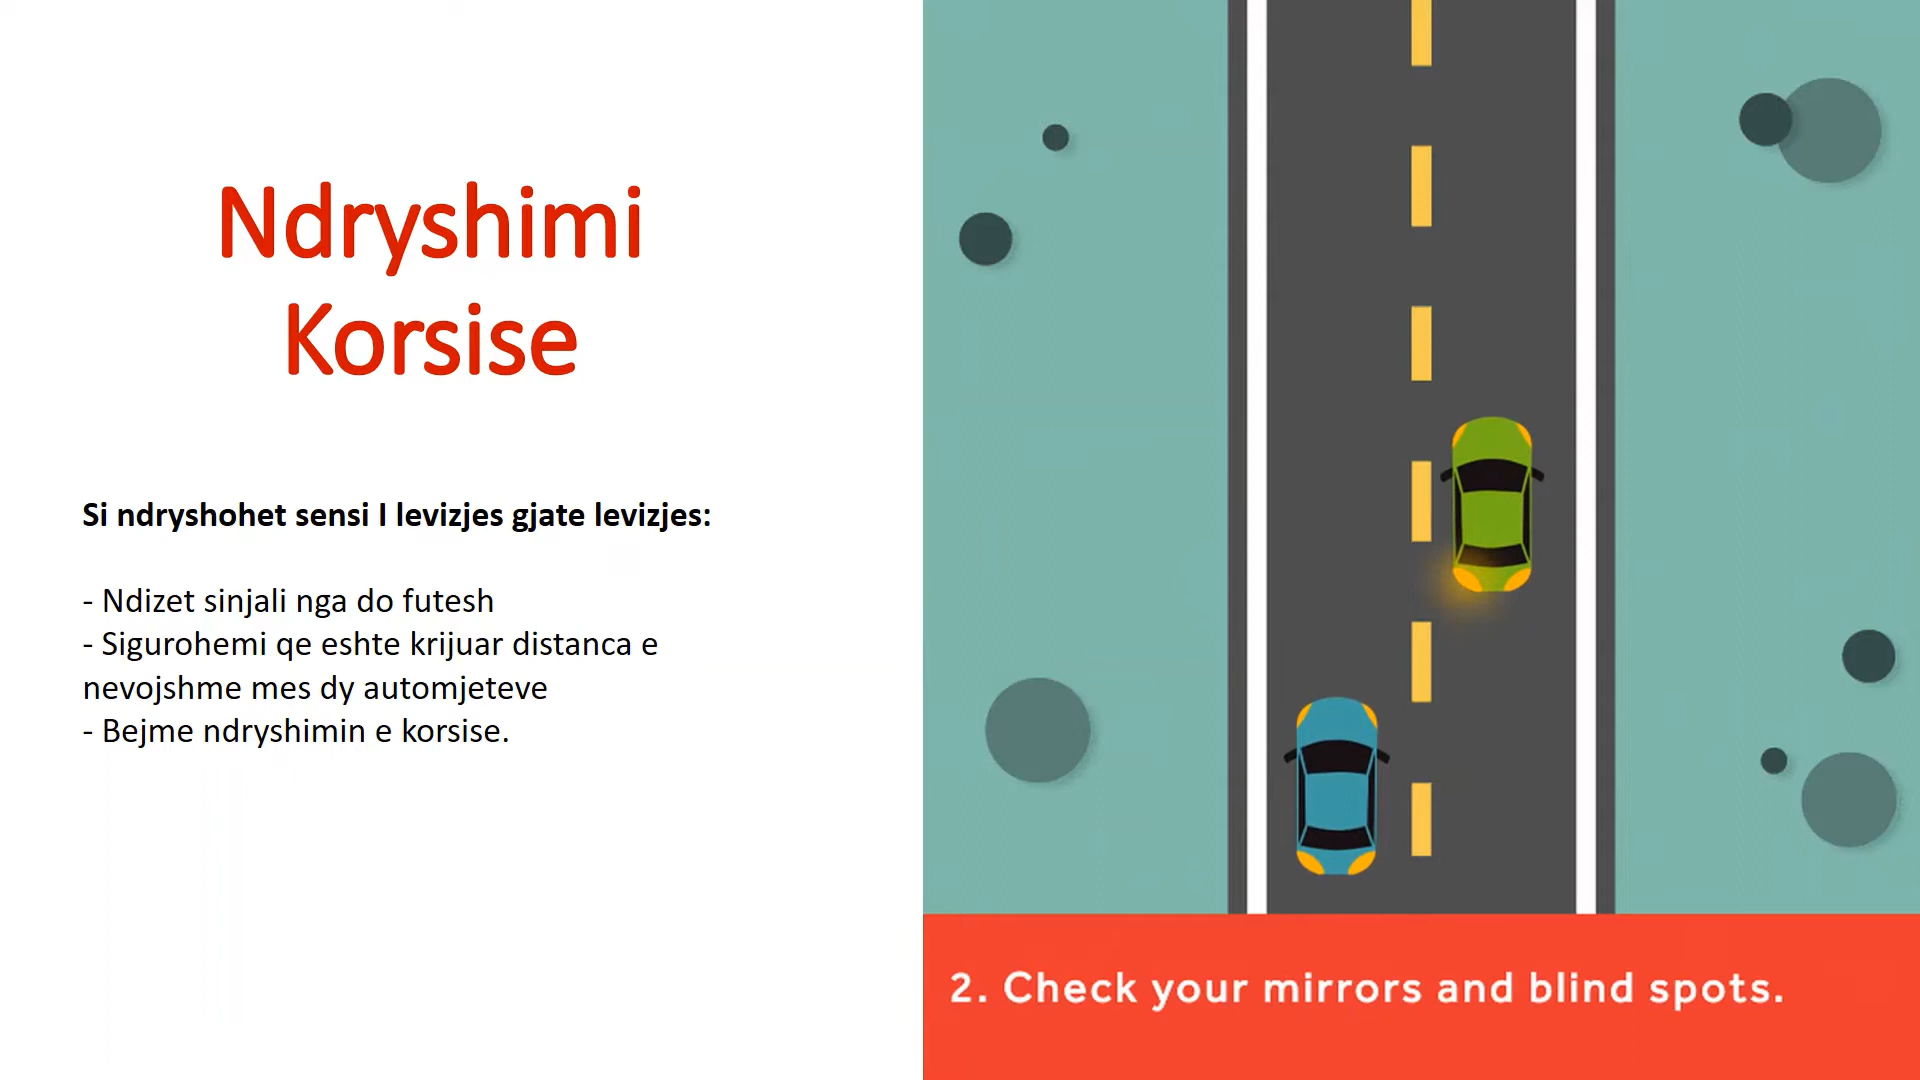 Ndryshimi
Korsise
Si ndryshohet sensi I levizjes gjate levizjes:
- Ndizet sinjali nga do futesh
- Sigurohemi qe eshte krijuar distanca e
nevojshme mes dy automjeteve
- Bejme ndryshimin e korsise.
2. Check your mirrors and blind spots.